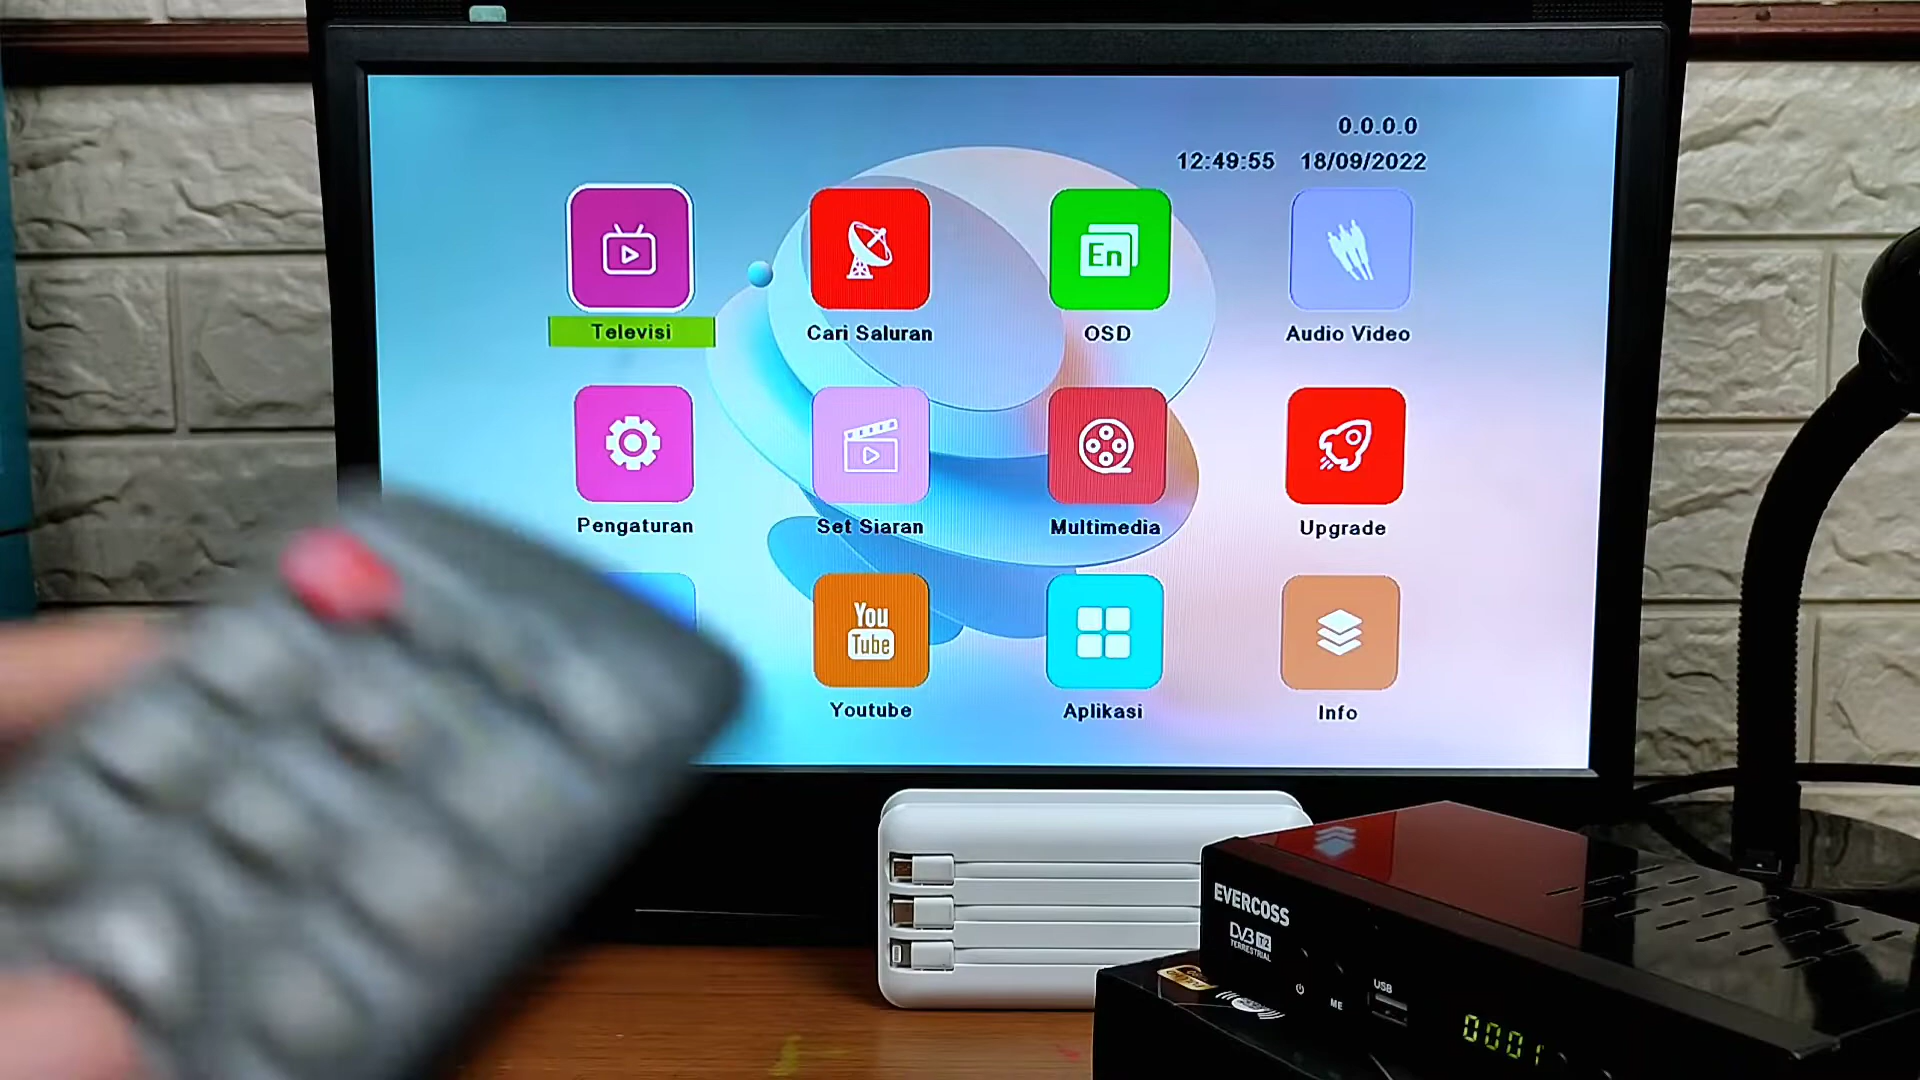 0.0.0.0
12:49:55 18/09/2022
En
Televisi
Cari Saluran
OSD
Audio Video
Pengaturan
Set Siaran
Multimedia
Upgrade
You
Tube
Youtube
Aplikasi
Info
EVERCOSS
DVB T2
TERRESTRIAL
USB
ME
0001